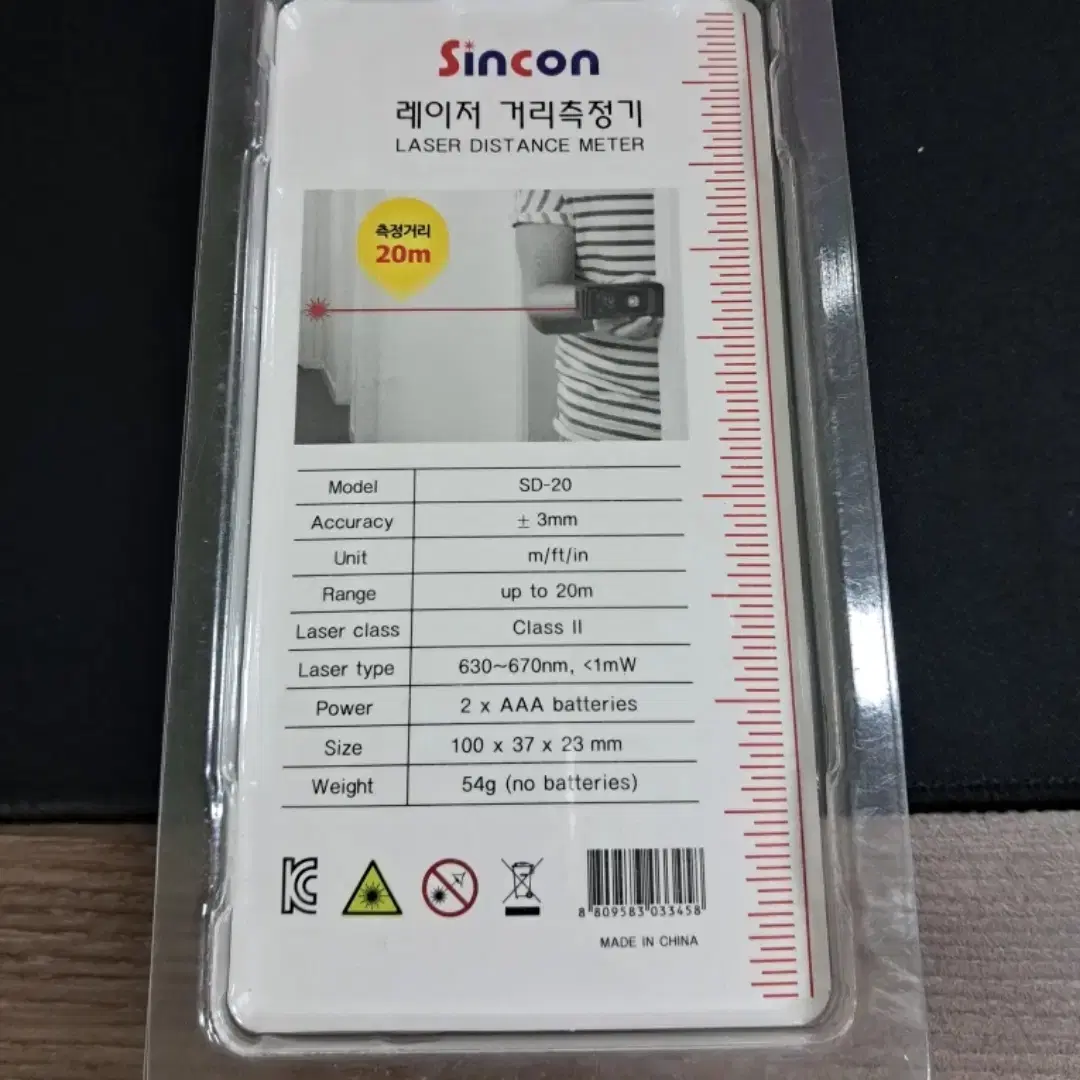 Sincon
레이저 거리측정기
LASER DISTANCE METER
측정거리
20m
Model SD-20
Accuracy ± 3mm
Unit m/ft/in
Range up to 20m
Laser class Class II
Laser type 630~670nm, <1mW
Power 2 x AAA batteries
Size 100 x 37 x 23 mm
Weight 54g (no batteries)
8 809583 033458
MADE IN CHINA